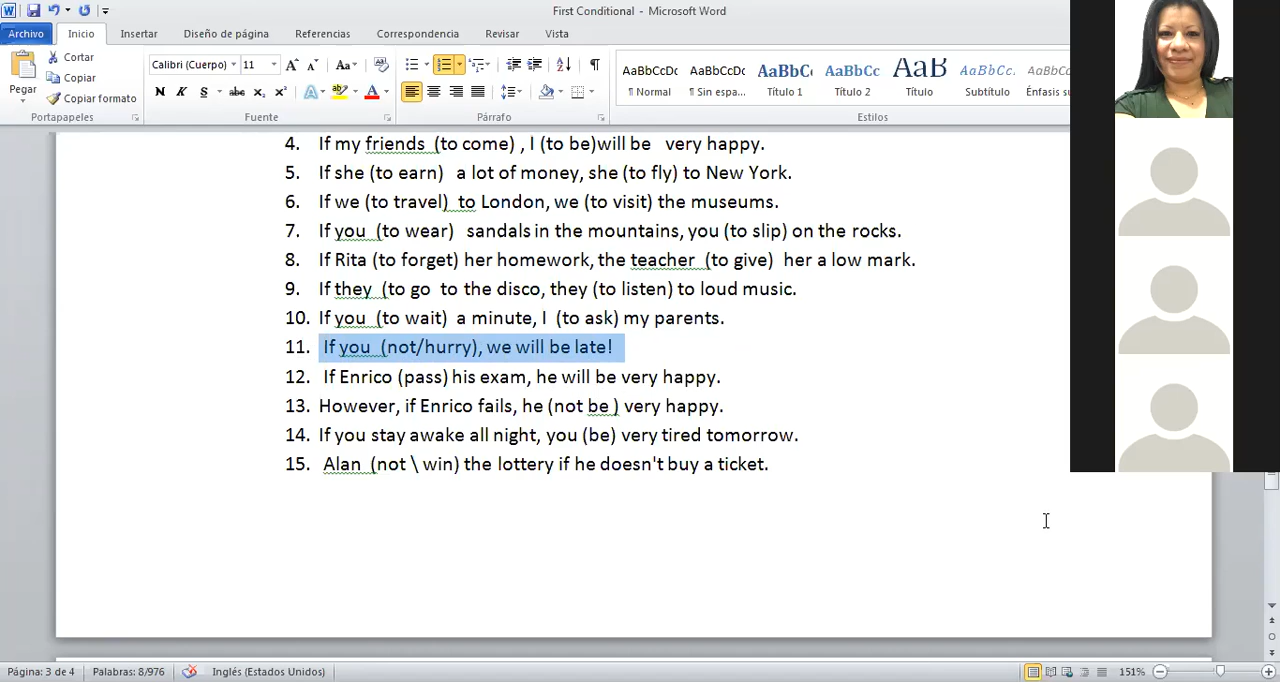 First Conditional - Microsoft Word
Archivo Inicio Insertar Diseño de página Referencias Correspondencia Revisar Vista
Cortar
Copiar
Copiar formato
Pegar
Calibri (Cuerpo) 11
N K S abc x₂ x² A A
Portapapeles Fuente Párrafo Estilos
AaBbCcDc AaBbCcDc AaBbC AaBbCc AaB AaBbCc. AaBbCcD
¶ Normal ¶ Sin espa... Título 1 Título 2 Título Subtítulo Énfasis su
4. If my friends (to come) , I (to be)will be very happy.
5. If she (to earn) a lot of money, she (to fly) to New York.
6. If we (to travel) to London, we (to visit) the museums.
7. If you (to wear) sandals in the mountains, you (to slip) on the rocks.
8. If Rita (to forget) her homework, the teacher (to give) her a low mark.
9. If they (to go to the disco, they (to listen) to loud music.
10. If you (to wait) a minute, I (to ask) my parents.
11. If you (not/hurry), we will be late!
12. If Enrico (pass) his exam, he will be very happy.
13. However, if Enrico fails, he (not be ) very happy.
14. If you stay awake all night, you (be) very tired tomorrow.
15. Alan (not \ win) the lottery if he doesn't buy a ticket.
Página: 3 de 4 Palabras: 8/976 Inglés (Estados Unidos) 151%